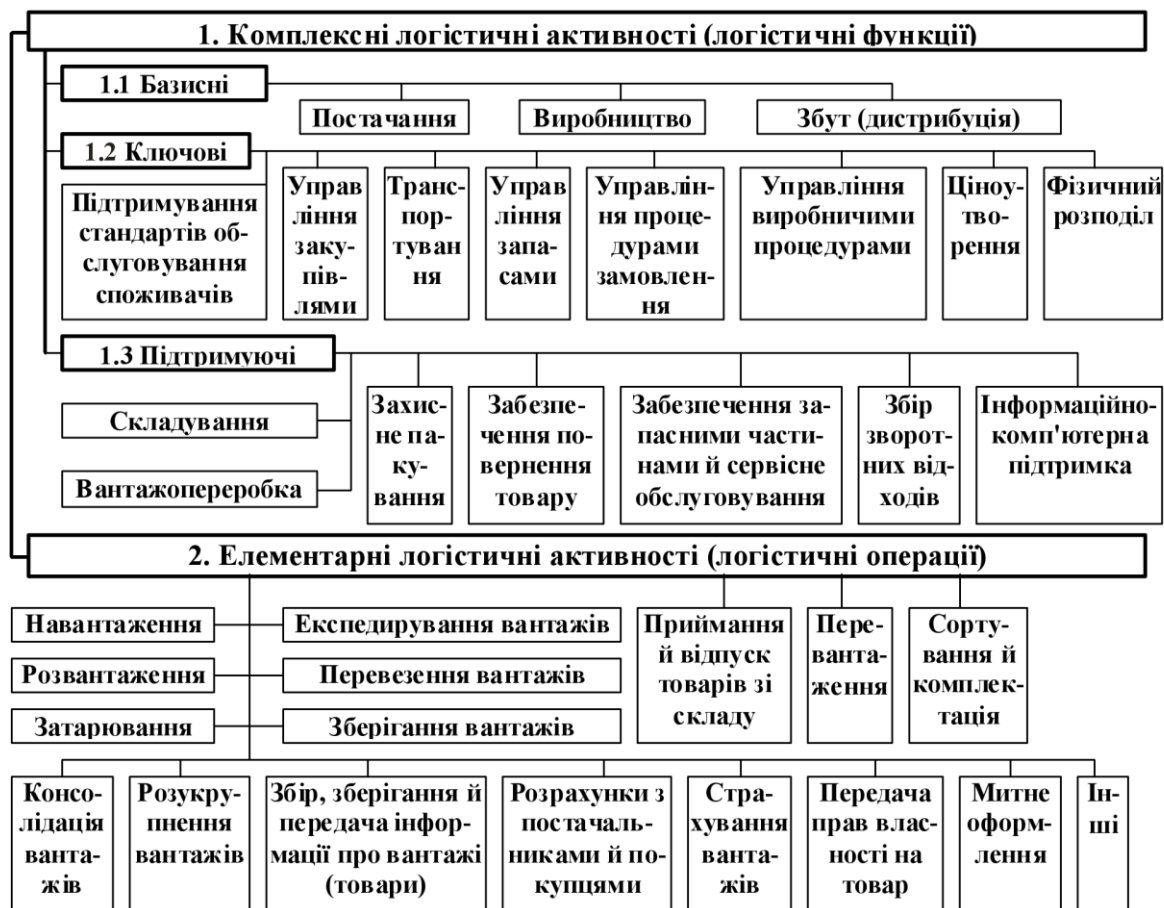 1. Комплексні логістичні активності (логістичні функції)
1.1 Базисні
Постачання
Виробництво
Збут (дистрибуція)
1.2 Ключові
Підтримування
стандартів об-
слуговування
споживачів
Управ
ління
заку-
пів-
лями
Транс-
пор-
туван-
ня
Управ
ління
запа-
сами
Управлін-
ня проце-
дурами
замовлен-
ня
Управління
виробничими
процедурами
Ціноу-
тво-
рення
Фізичний
розподіл
1.3 Підтримуючі
Складування
Вантажопереробка
Захис-
не па-
ку-
вання
Забезпе-
чення по-
вернення
товару
Забезпечення за-
пасними части-
нами й сервісне
обслуговування
Збір
зворот-
них від-
ходів
Інформаційно-
комп'ютерна
підтримка
2. Елементарні логістичні активності (логістичні операції)
Навантаження
Розвантаження
Затарювання
Експедирування вантажів
Перевезення вантажів
Зберігання вантажів
Приймання
й відпуск
товарів зі
складу
Пере-
ванта-
ження
Сорту-
вання й
комплек-
тація
Консо-
лідація
ванта-
жів
Розукру-
пнення
вантажів
Збір, зберігання й
передача інфор-
мації про вантажі
(товари)
Розрахунки з
постачаль-
никами й по-
купцями
Стра-
хування
ванта-
жів
Передача
прав влас-
ності на
товар
Митне
оформ-
лення
Ін-
ші